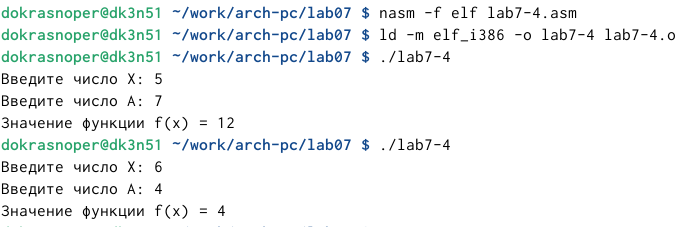 dokrasnoper@dk3n51 ~/work/arch-pc/lab07 $ nasm -f elf lab7-4.asm
dokrasnoper@dk3n51 ~/work/arch-pc/lab07 $ ld -m elf_i386 -o lab7-4 lab7-4.o
dokrasnoper@dk3n51 ~/work/arch-pc/lab07 $ ./lab7-4
Введите число X: 5
Введите число A: 7
Значение функции f(x) = 12
dokrasnoper@dk3n51 ~/work/arch-pc/lab07 $ ./lab7-4
Введите число X: 6
Введите число A: 4
Значение функции f(x) = 4